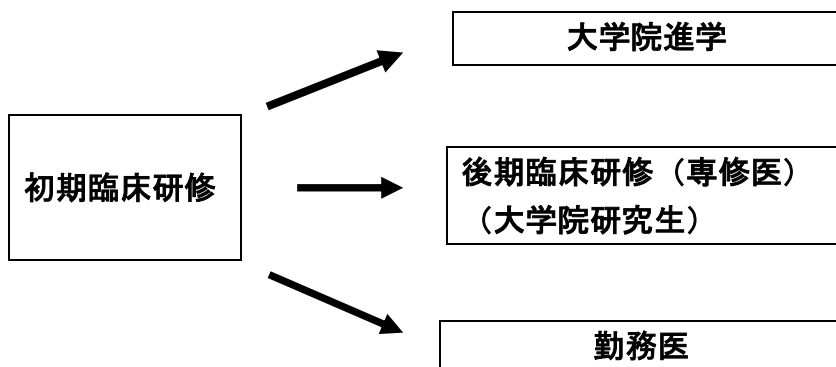 大学院進学
初期臨床研修
後期臨床研修（専修医）
（大学院研究生）
勤務医